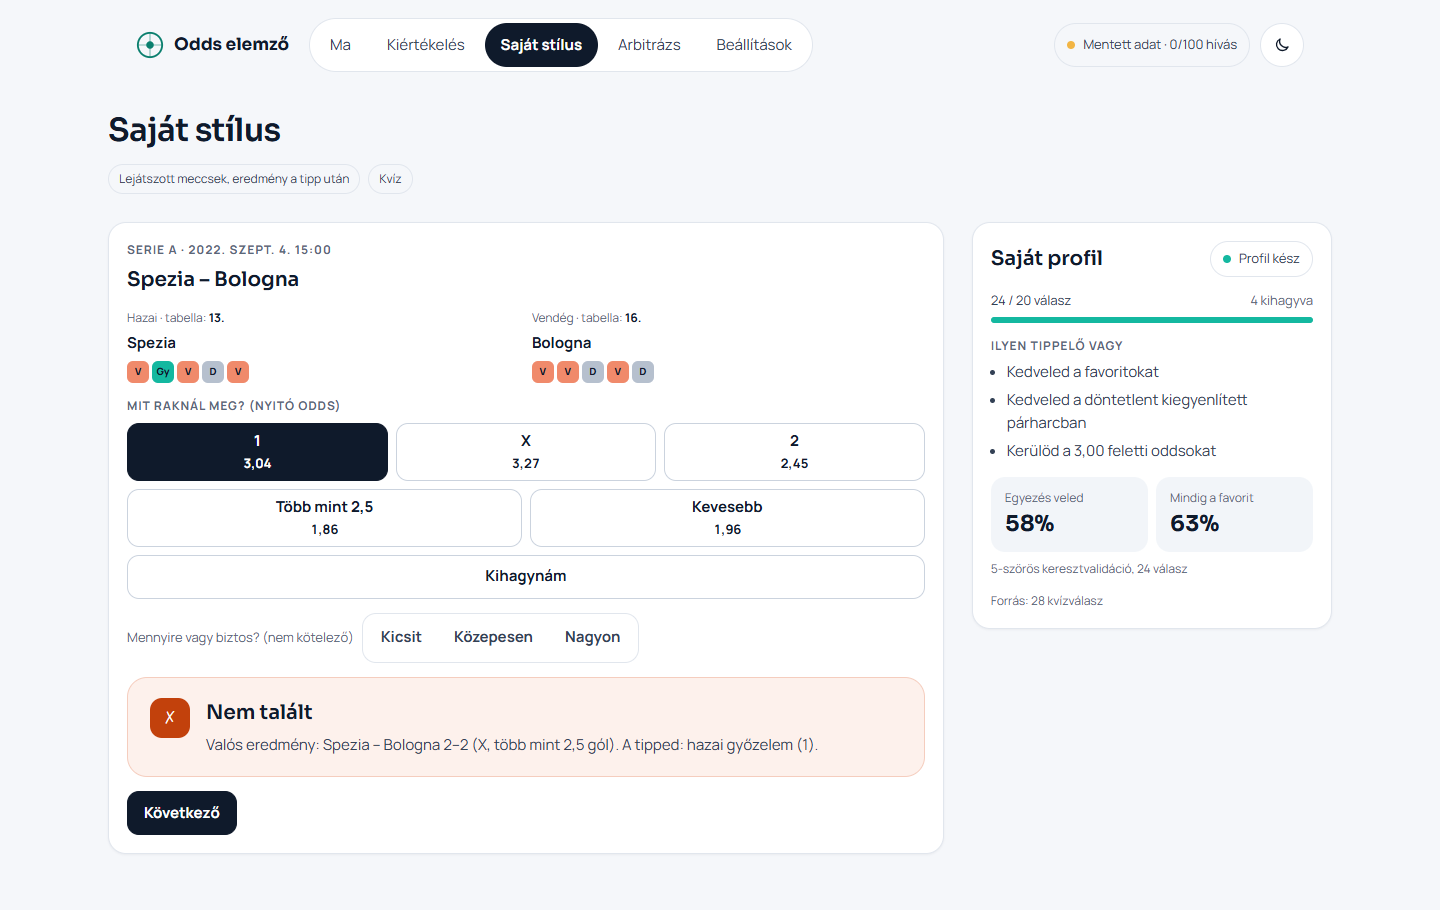 Odds elemző
Ma
Kiértékelés
Saját stílus
Arbitrázs
Beállítások
Mentett adat · 0/100 hívás
Saját stílus
Lejátszott meccsek, eredmény a tipp után
Kvíz
SERIE A · 2022. SZEPT. 4. 15:00
Spezia – Bologna
Hazai · tabella: 13.
Spezia
V Gy V D V
Vendég · tabella: 16.
Bologna
V V D V D
MIT RAKNÁL MEG? (NYITÓ ODDS)
1
3,04
X
3,27
2
2,45
Több mint 2,5
1,86
Kevesebb
1,96
Kihagynám
Mennyire vagy biztos? (nem kötelező)
Kicsit
Közepesen
Nagyon
X
Nem talált
Valós eredmény: Spezia – Bologna 2–2 (X, több mint 2,5 gól). A tipped: hazai győzelem (1).
Következő
Saját profil
Profil kész
24 / 20 válasz
4 kihagyva
ILYEN TIPPELŐ VAGY
Kedveled a favoritokat
Kedveled a döntetlent kiegyenlített
párharcban
Kerülöd a 3,00 feletti oddsokat
Egyezés veled
58%
Mindig a favorit
63%
5-szörös keresztvalidáció, 24 válasz
Forrás: 28 kvízválasz